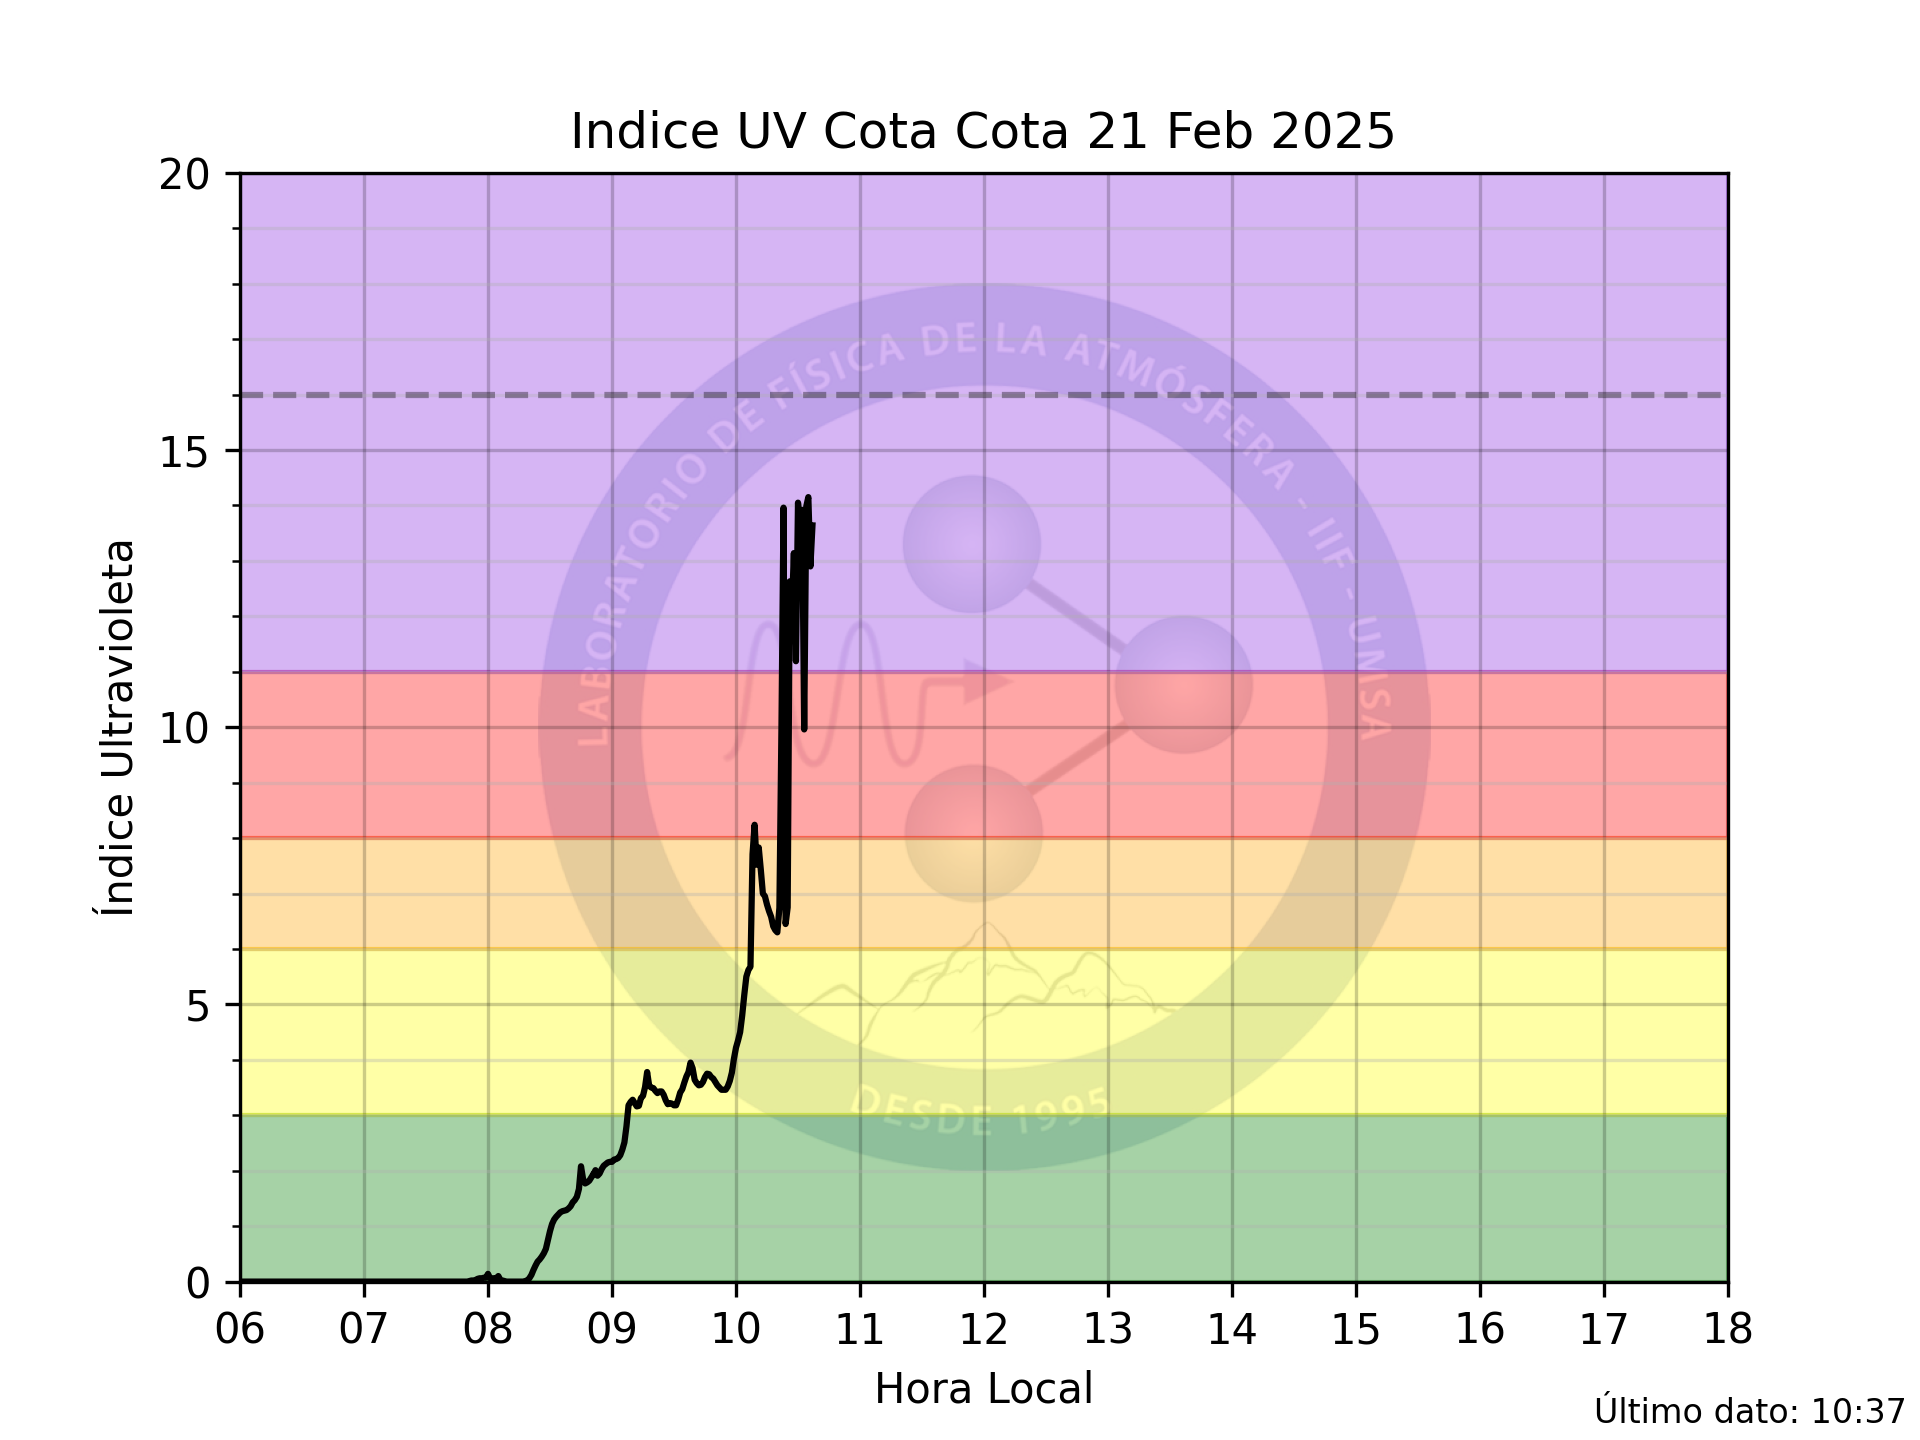 Indice UV Cota Cota 21 Feb 2025
20
15
10
5
0
Índice Ultravioleta
LABORATORIO DE FÍSICA DE LA ATMÓSFERA - IIF - UMSA
DESDE 1995
06 07 08 09 10 11 12 13 14 15 16 17 18
Hora Local
Último dato: 10:37